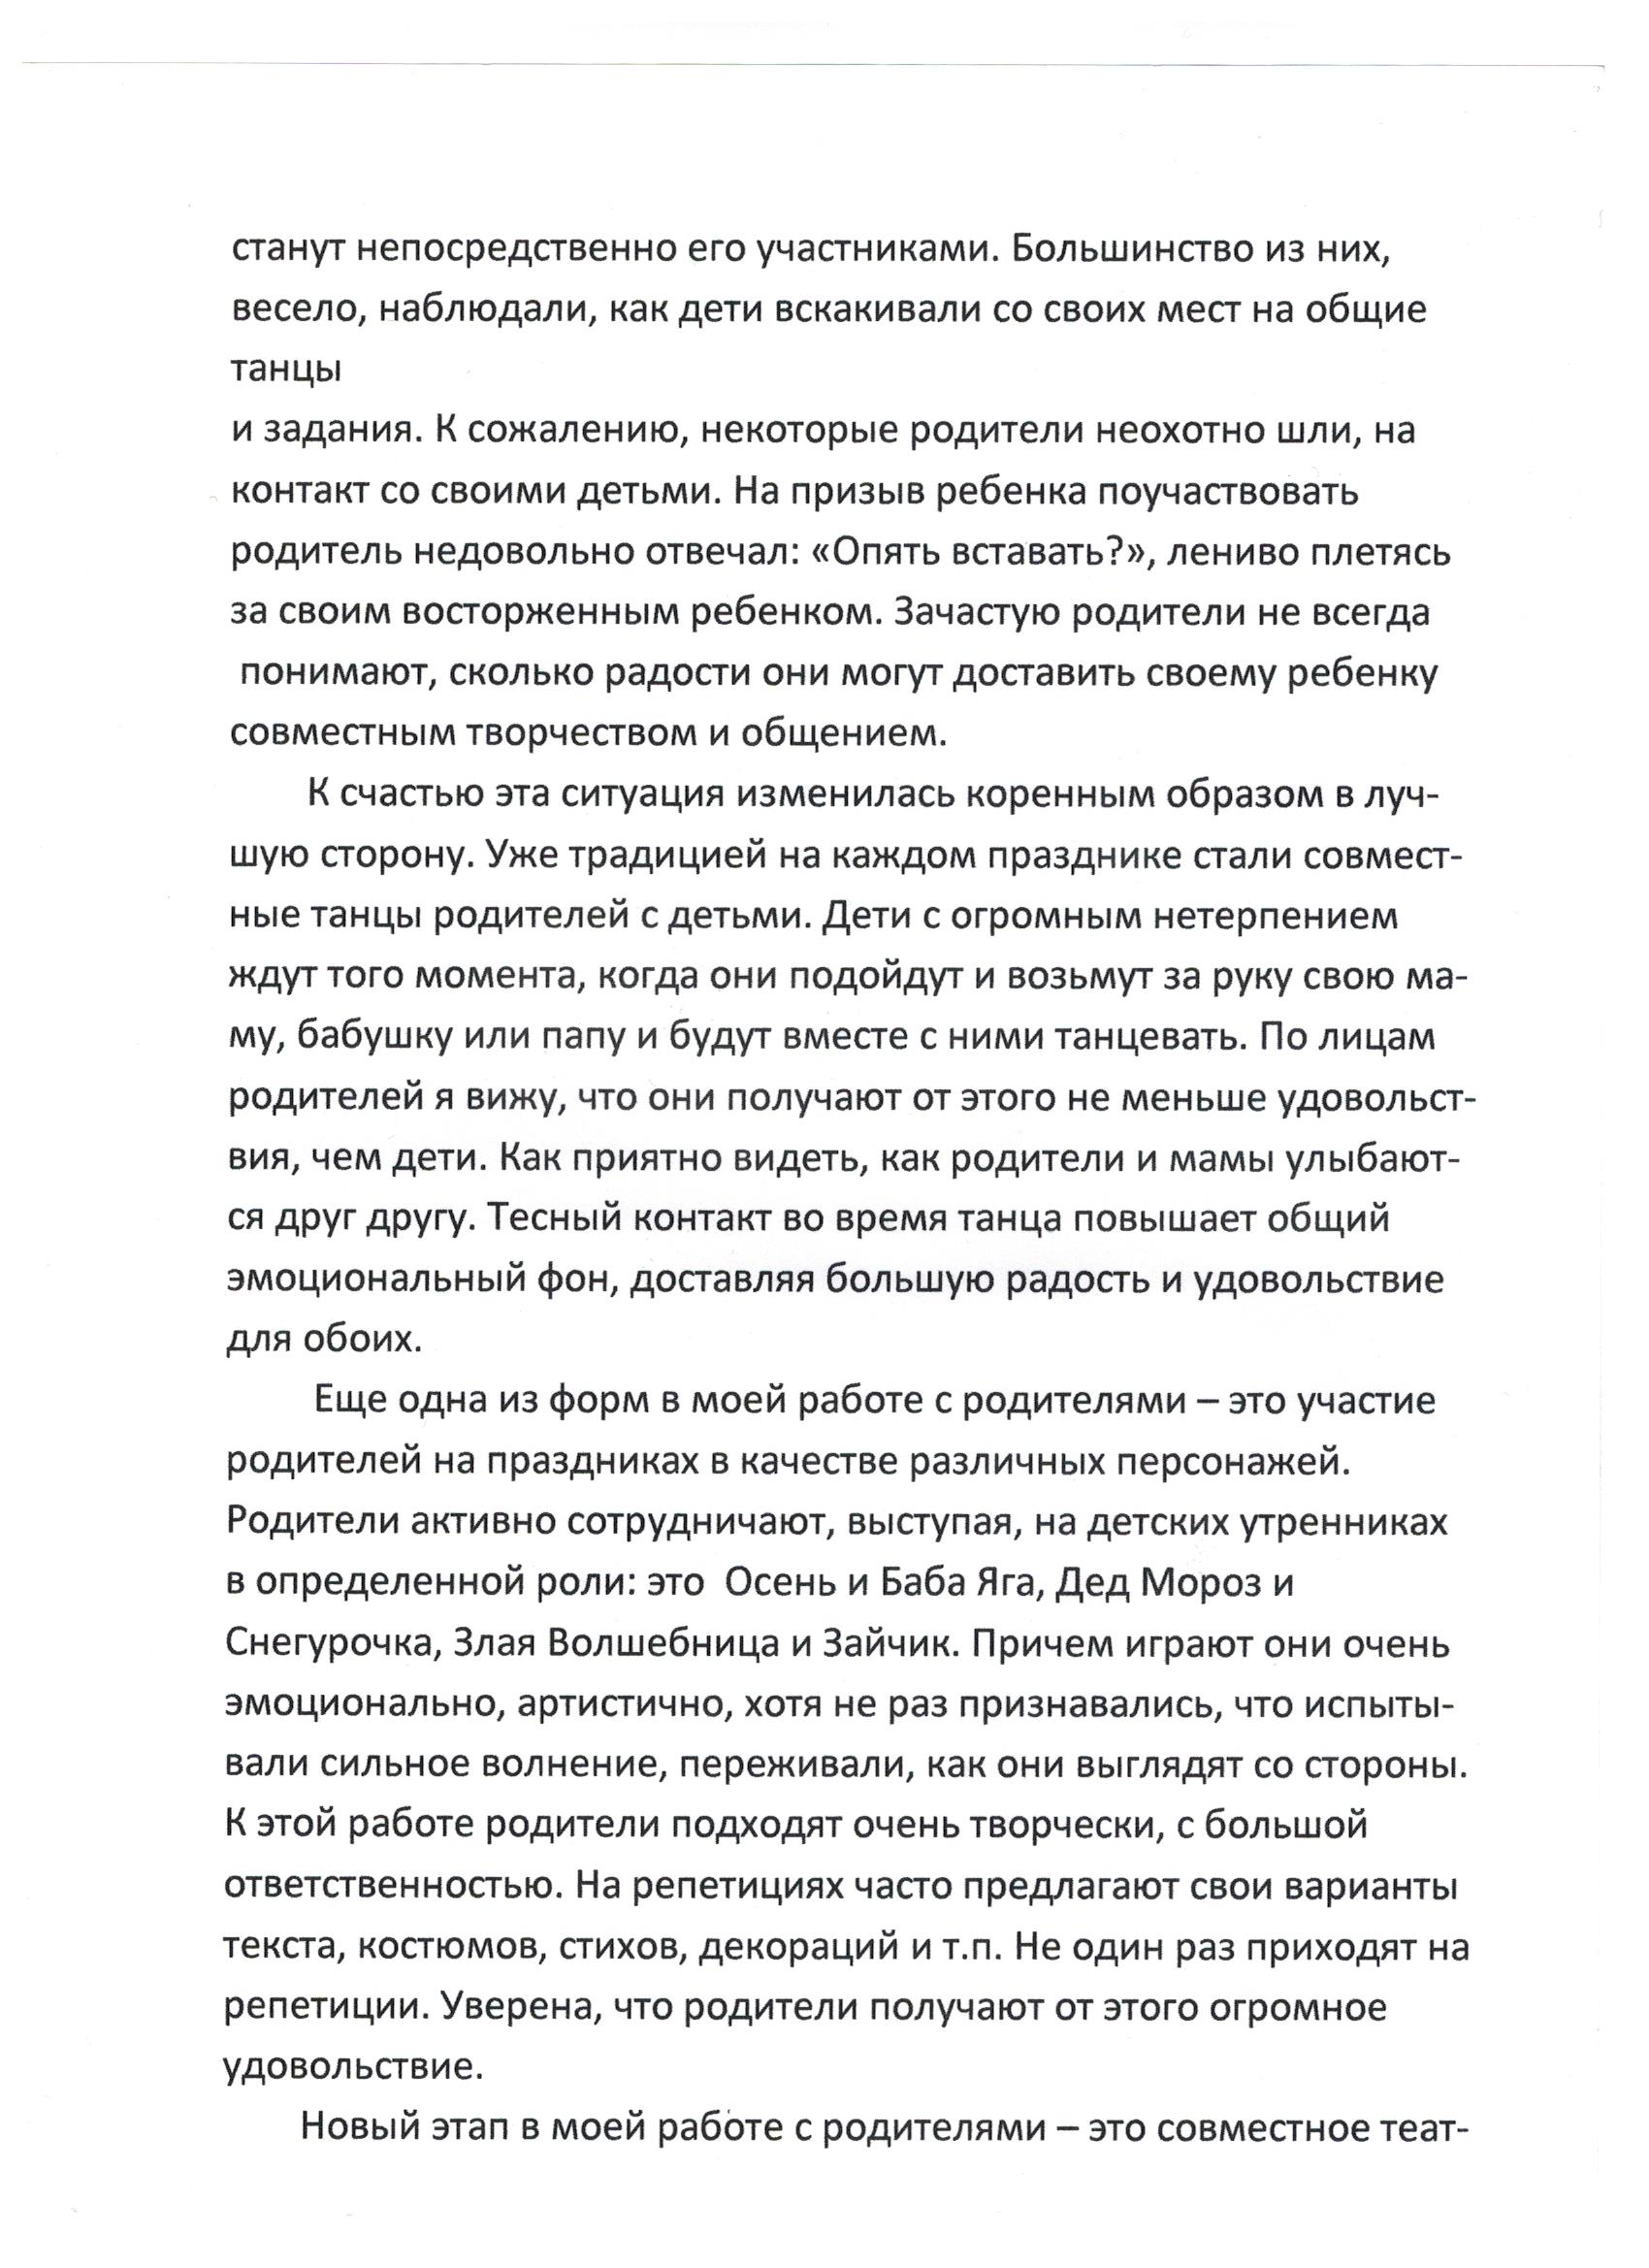 станут непосредственно его участниками. Большинство из них,
весело, наблюдали, как дети вскакивали со своих мест на общие
танцы
и задания. К сожалению, некоторые родители неохотно шли, на
контакт со своими детьми. На призыв ребенка поучаствовать
родитель недовольно отвечал: «Опять вставать?», лениво плетясь
за своим восторженным ребенком. Зачастую родители не всегда
понимают, сколько радости они могут доставить своему ребенку
совместным творчеством и общением.
К счастью эта ситуация изменилась коренным образом в луч-
шую сторону. Уже традицией на каждом празднике стали совмест-
ные танцы родителей с детьми. Дети с огромным нетерпением
ждут того момента, когда они подойдут и возьмут за руку свою ма-
му, бабушку или папу и будут вместе с ними танцевать. По лицам
родителей я вижу, что они получают от этого не меньше удовольст-
вия, чем дети. Как приятно видеть, как родители и мамы улыбают-
ся друг другу. Тесный контакт во время танца повышает общий
эмоциональный фон, доставляя большую радость и удовольствие
для обоих.
Еще одна из форм в моей работе с родителями – это участие
родителей на праздниках в качестве различных персонажей.
Родители активно сотрудничают, выступая, на детских утренниках
в определенной роли: это  Осень и Баба Яга, Дед Мороз и
Снегурочка, Злая Волшебница и Зайчик. Причем играют они очень
эмоционально, артистично, хотя не раз признавались, что испыты-
вали сильное волнение, переживали, как они выглядят со стороны.
К этой работе родители подходят очень творчески, с большой
ответственностью. На репетициях часто предлагают свои варианты
текста, костюмов, стихов, декораций и т.п. Не один раз приходят на
репетиции. Уверена, что родители получают от этого огромное
удовольствие.
Новый этап в моей работе с родителями – это совместное теат-